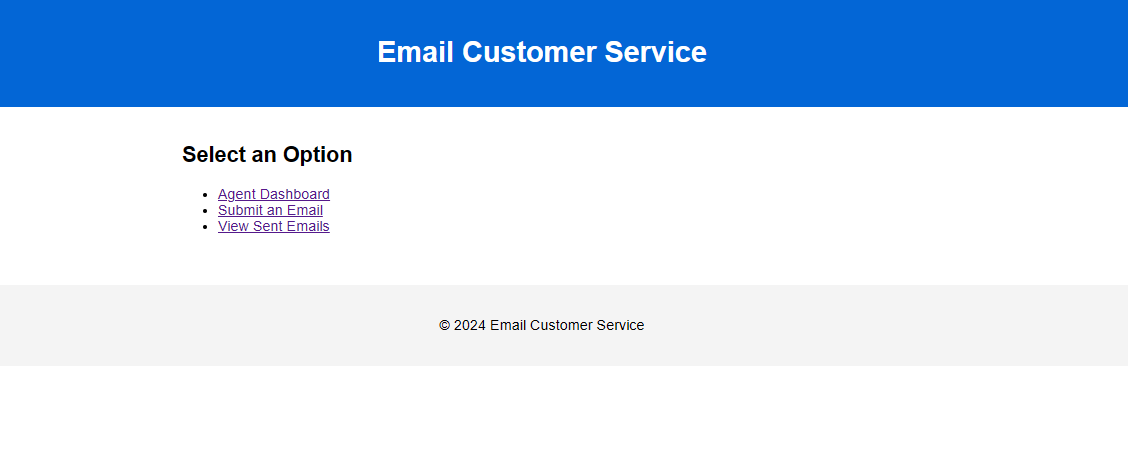 Email Customer Service
Select an Option
Agent Dashboard
Submit an Email
View Sent Emails
© 2024 Email Customer Service